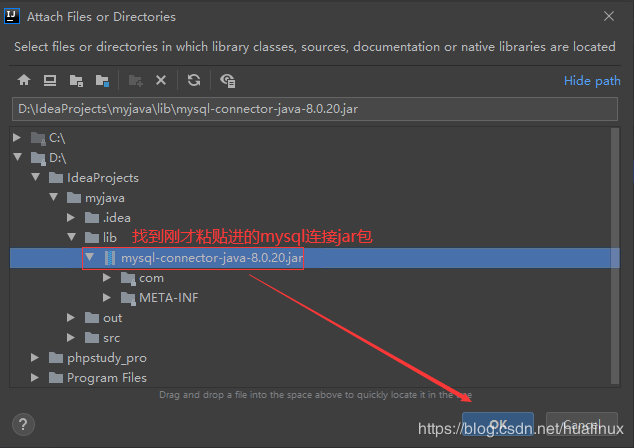 Attach Files or Directories
Select files or directories in which library classes, sources, documentation or native libraries are located
Hide path
D:\IdeaProjects\myjava\lib\mysql-connector-java-8.0.20.jar
C:\
D:\
IdeaProjects
myjava
.idea
lib 找到刚才粘贴进的mysql连接jar包
mysql-connector-java-8.0.20.jar
com
META-INF
out
src
phpstudy_pro
Program Files
Drag and drop a file into the space above to quickly locate it in the tree
? OK Cancel
https://blog.csdn.net/hualihux